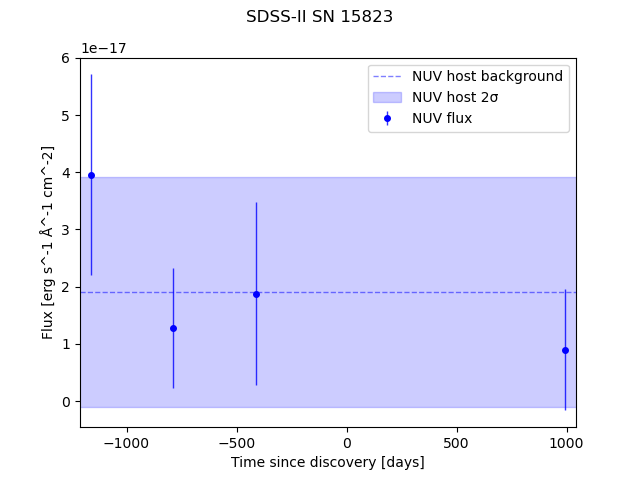 SDSS-II SN 15823
1e−17
NUV host background
NUV host 2σ
NUV flux
6
5
4
3
2
1
0
Flux [erg s^-1 Å^-1 cm^-2]
−1000
−500
0
500
1000
Time since discovery [days]